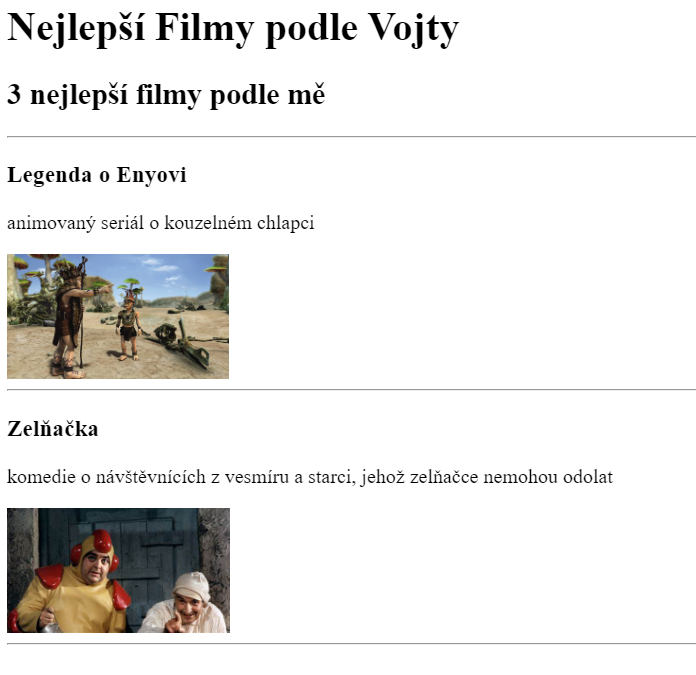 Nejlepší Filmy podle Vojty
3 nejlepší filmy podle mě
Legenda o Enyovi
animovaný seriál o kouzelném chlapci
Zelňačka
komedie o návštěvnících z vesmíru a starci, jehož zelňačce nemohou odolat